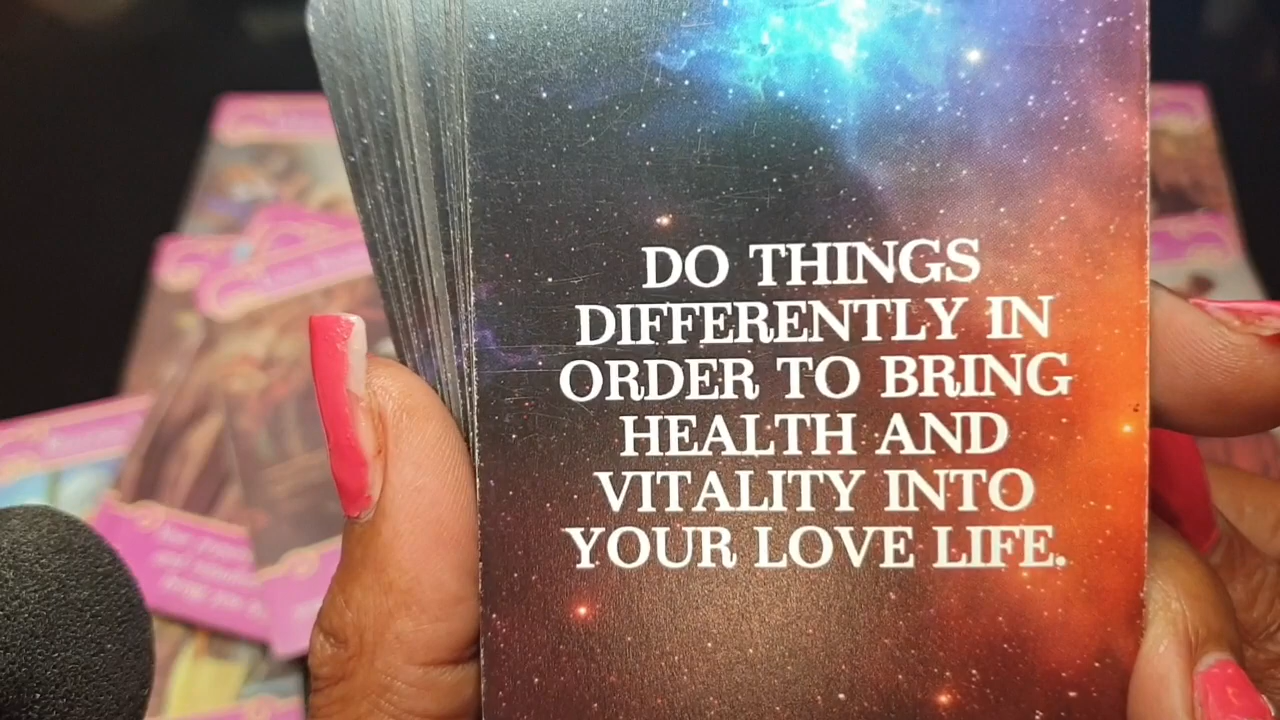 DO THINGS
DIFFERENTLY IN
ORDER TO BRING
HEALTH AND
VITALITY INTO
YOUR LOVE LIFE.